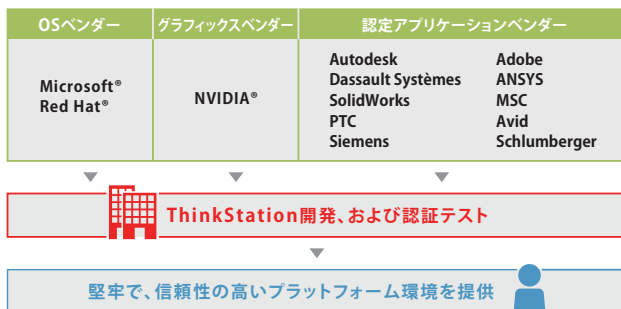 OSベンダー
グラフィックスベンダー
認定アプリケーションベンダー
Microsoft®
Red Hat®
NVIDIA®
Autodesk
Dassault Systèmes
SolidWorks
PTC
Siemens
Adobe
ANSYS
MSC
Avid
Schlumberger
ThinkStation開発、および認証テスト
堅牢で、信頼性の高いプラットフォーム環境を提供